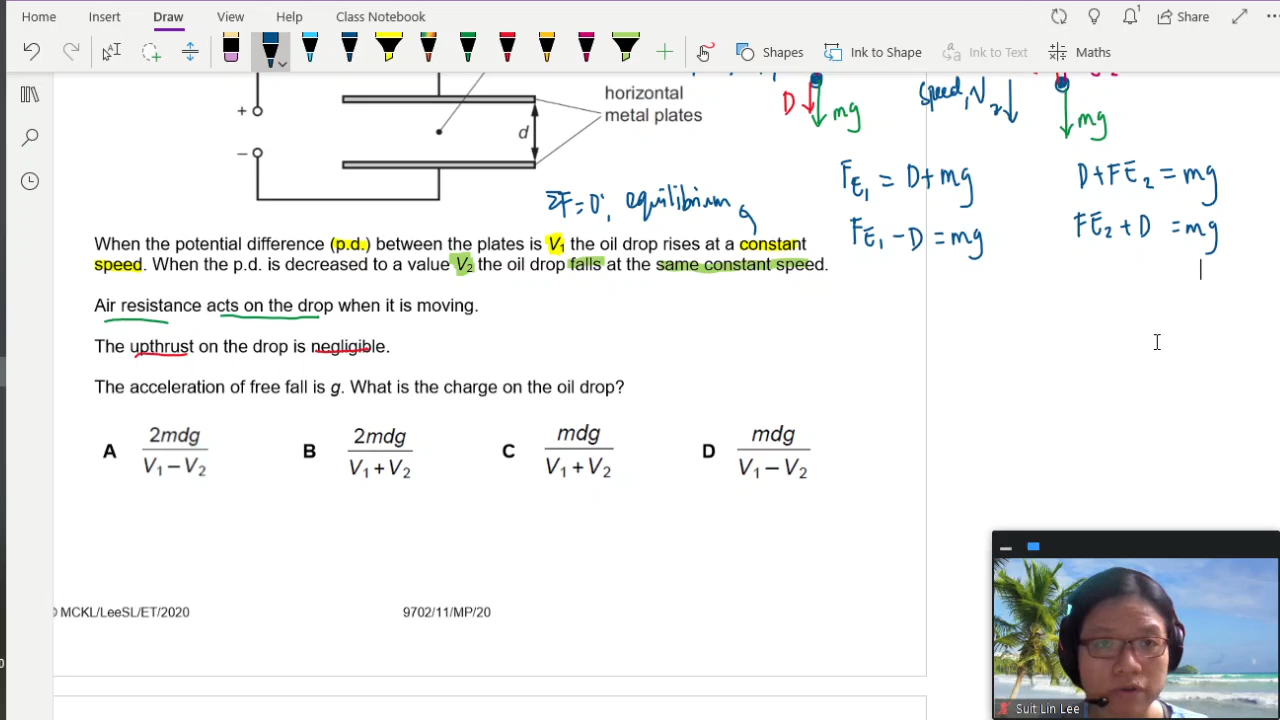 Home Insert Draw View Help Class Notebook Share
Shapes Ink to Shape Ink to Text Maths
horizontal
metal plates
+
−
d
D mg
speed, V₂
mg
F_E₁ = D + mg
D + FE₂ = mg
ΣF = 0, equilibrium
FE₁ − D = mg
FE₂ + D = mg
When the potential difference (p.d.) between the plates is V₁ the oil drop rises at a constant
speed. When the p.d. is decreased to a value V₂ the oil drop falls at the same constant speed.
Air resistance acts on the drop when it is moving.
The upthrust on the drop is negligible.
The acceleration of free fall is g. What is the charge on the oil drop?
A 2mdg / V₁ − V₂
B 2mdg / V₁ + V₂
C mdg / V₁ + V₂
D mdg / V₁ − V₂
MCKL/LeeSL/ET/2020
9702/11/MP/20
Suit Lin Lee